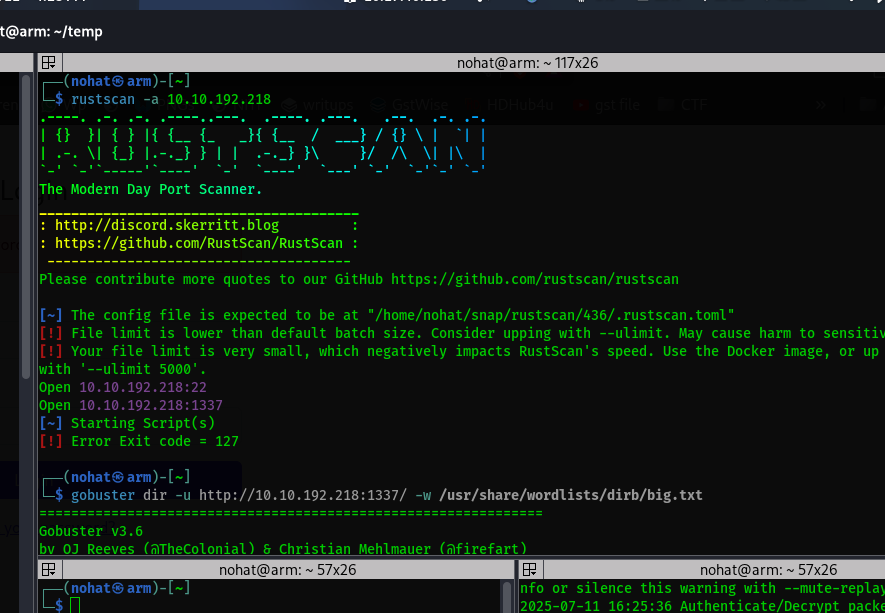 t@arm: ~/temp
nohat@arm: ~ 117x26
┌──(nohat㉿arm)-[~]
└─$ rustscan -a 10.10.192.218
.----. .-. .-. .----..---.  .----. .---.   .--.  .-. .-.
| {}  }| { } |{ {__ {_   _}{ {__  /  ___} / {} \ |  `| |
| .-. \| {_} |.-._} } | |  .-._} }\     }/  /\  \| |\  |
`-' `-'`-----'`----'  `-'  `----'  `---' `-'  `-'`-' `-'
The Modern Day Port Scanner.
________________________________________
: http://discord.skerritt.blog         :
: https://github.com/RustScan/RustScan :
 --------------------------------------
Please contribute more quotes to our GitHub https://github.com/rustscan/rustscan
[~] The config file is expected to be at "/home/nohat/snap/rustscan/436/.rustscan.toml"
[!] File limit is lower than default batch size. Consider upping with --ulimit. May cause harm to sensitiv
[!] Your file limit is very small, which negatively impacts RustScan's speed. Use the Docker image, or up
with '--ulimit 5000'.
Open 10.10.192.218:22
Open 10.10.192.218:1337
[~] Starting Script(s)
[!] Error Exit code = 127
┌──(nohat㉿arm)-[~]
└─$ gobuster dir -u http://10.10.192.218:1337/ -w /usr/share/wordlists/dirb/big.txt
===============================================================
Gobuster v3.6
by OJ Reeves (@TheColonial) & Christian Mehlmauer (@firefart)
nohat@arm: ~ 57x26
┌──(nohat㉿arm)-[~]
└─$
nohat@arm: ~ 57x26
nfo or silence this warning with --mute-replay
2025-07-11 16:25:36 Authenticate/Decrypt pack